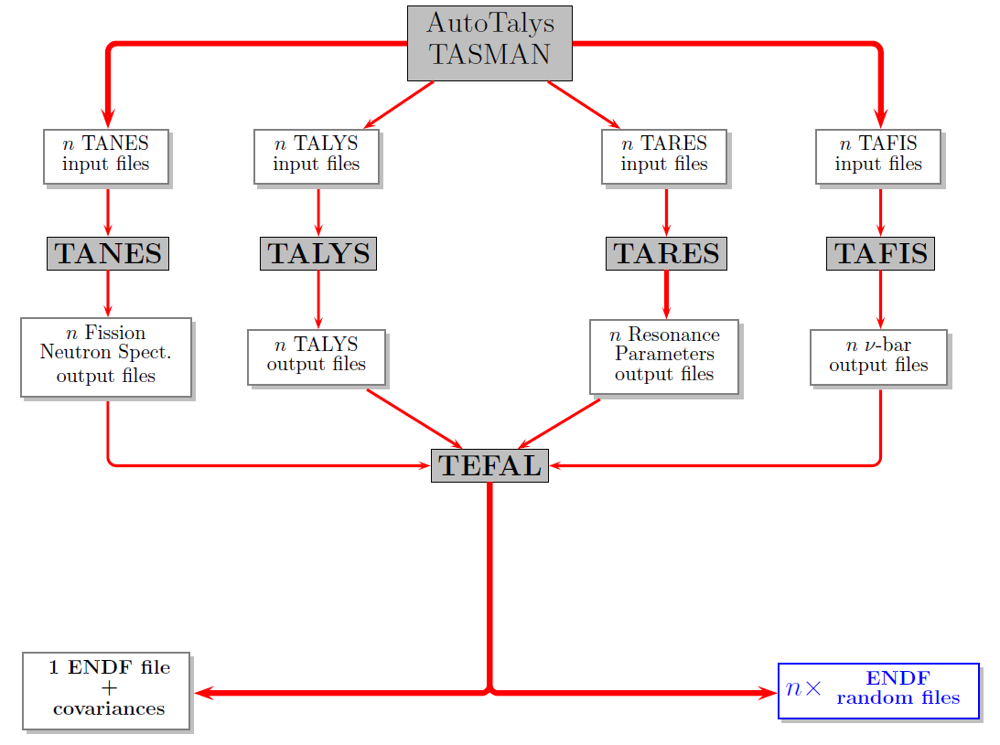 AutoTalys
TASMAN
n TANES
input files
n TALYS
input files
n TARES
input files
n TAFIS
input files
TANES
TALYS
TARES
TAFIS
n Fission
Neutron Spect.
output files
n TALYS
output files
n Resonance
Parameters
output files
n ν-bar
output files
TEFAL
1 ENDF file
+
covariances
n× ENDF
random files